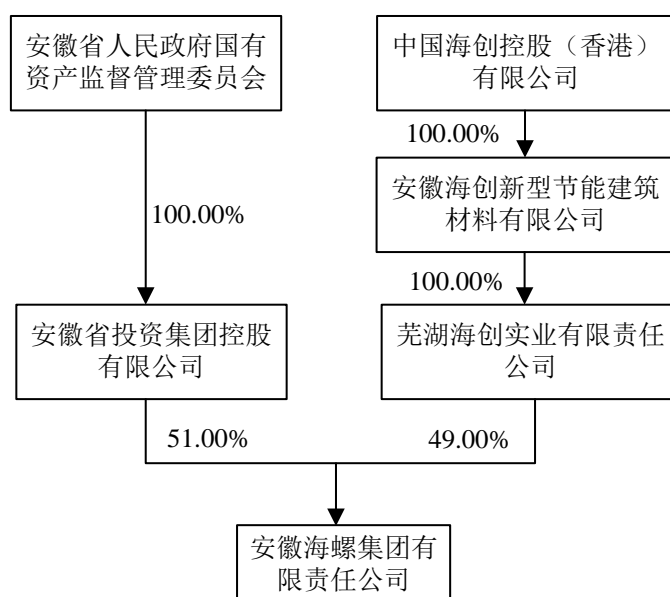 安徽省人民政府国有
资产监督管理委员会
中国海创控股（香港）
有限公司
100.00%
安徽海创新型节能建筑
材料有限公司
100.00%
100.00%
安徽省投资集团控股
有限公司
芜湖海创实业有限责任
公司
51.00%
49.00%
安徽海螺集团有
限责任公司